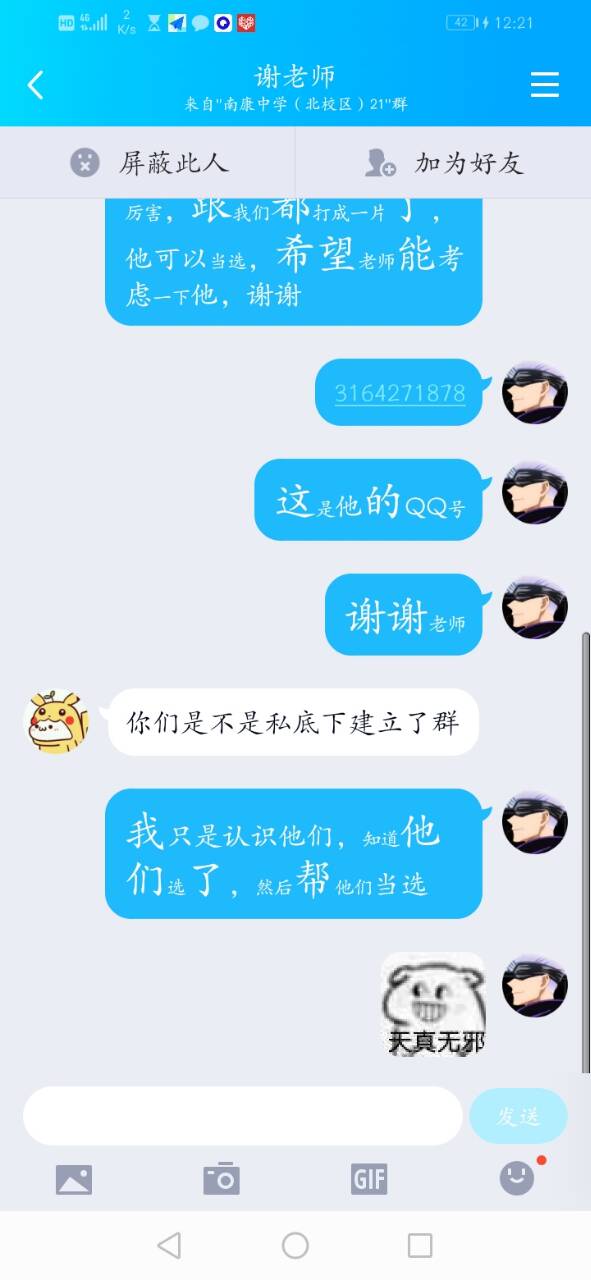 HD 4G 2 K/s 42 12:21
谢老师
来自"南康中学（北校区）21"群
屏蔽此人 加为好友
厉害，跟我们都打成一片了，
他可以当选，希望老师能考
虑一下他，谢谢
3164271878
这是他的QQ号
谢谢老师
你们是不是私底下建立了群
我只是认识他们，知道他
们选了，然后帮他们当选
天真无邪
发送
GIF